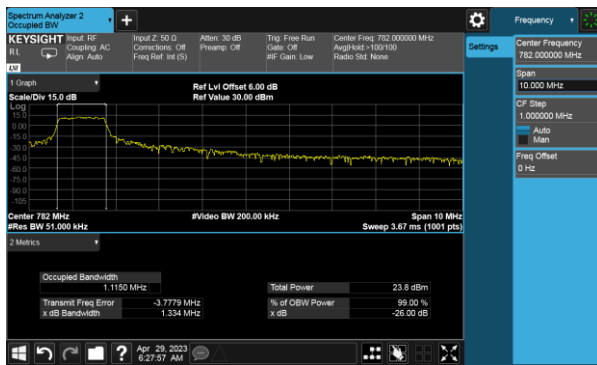 Spectrum Analyzer 2
Occupied BW
Frequency
KEYSIGHT
Input: RF
Input Z: 50 Ω
Atten: 30 dB
Trig: Free Run
Center Freq: 782.000000 MHz
R L
Coupling: AC
Corrections: Off
Preamp: Off
Gate: Off
Avg|Hold:>100/100
Align: Auto
Freq Ref: Int (S)
#IF Gain: Low
Radio Std: None
Settings
Center Frequency
782.000000 MHz
Span
10.000 MHz
CF Step
1.000000 MHz
Auto
Man
Freq Offset
0 Hz
1 Graph
Ref Lvl Offset 6.00 dB
Scale/Div 15.0 dB
Ref Value 30.00 dBm
Log
15.0
0.00
-15.0
-30.0
-45.0
-60.0
-75.0
-90.0
-105
Center 782 MHz
#Video BW 200.00 kHz
Span 10 MHz
#Res BW 51.000 kHz
Sweep 3.67 ms (1001 pts)
2 Metrics
Occupied Bandwidth
1.1150 MHz
Total Power
23.8 dBm
Transmit Freq Error
-3.7779 MHz
% of OBW Power
99.00 %
x dB Bandwidth
1.334 MHz
x dB
-26.00 dB
Apr 29, 2023
6:27:57 AM